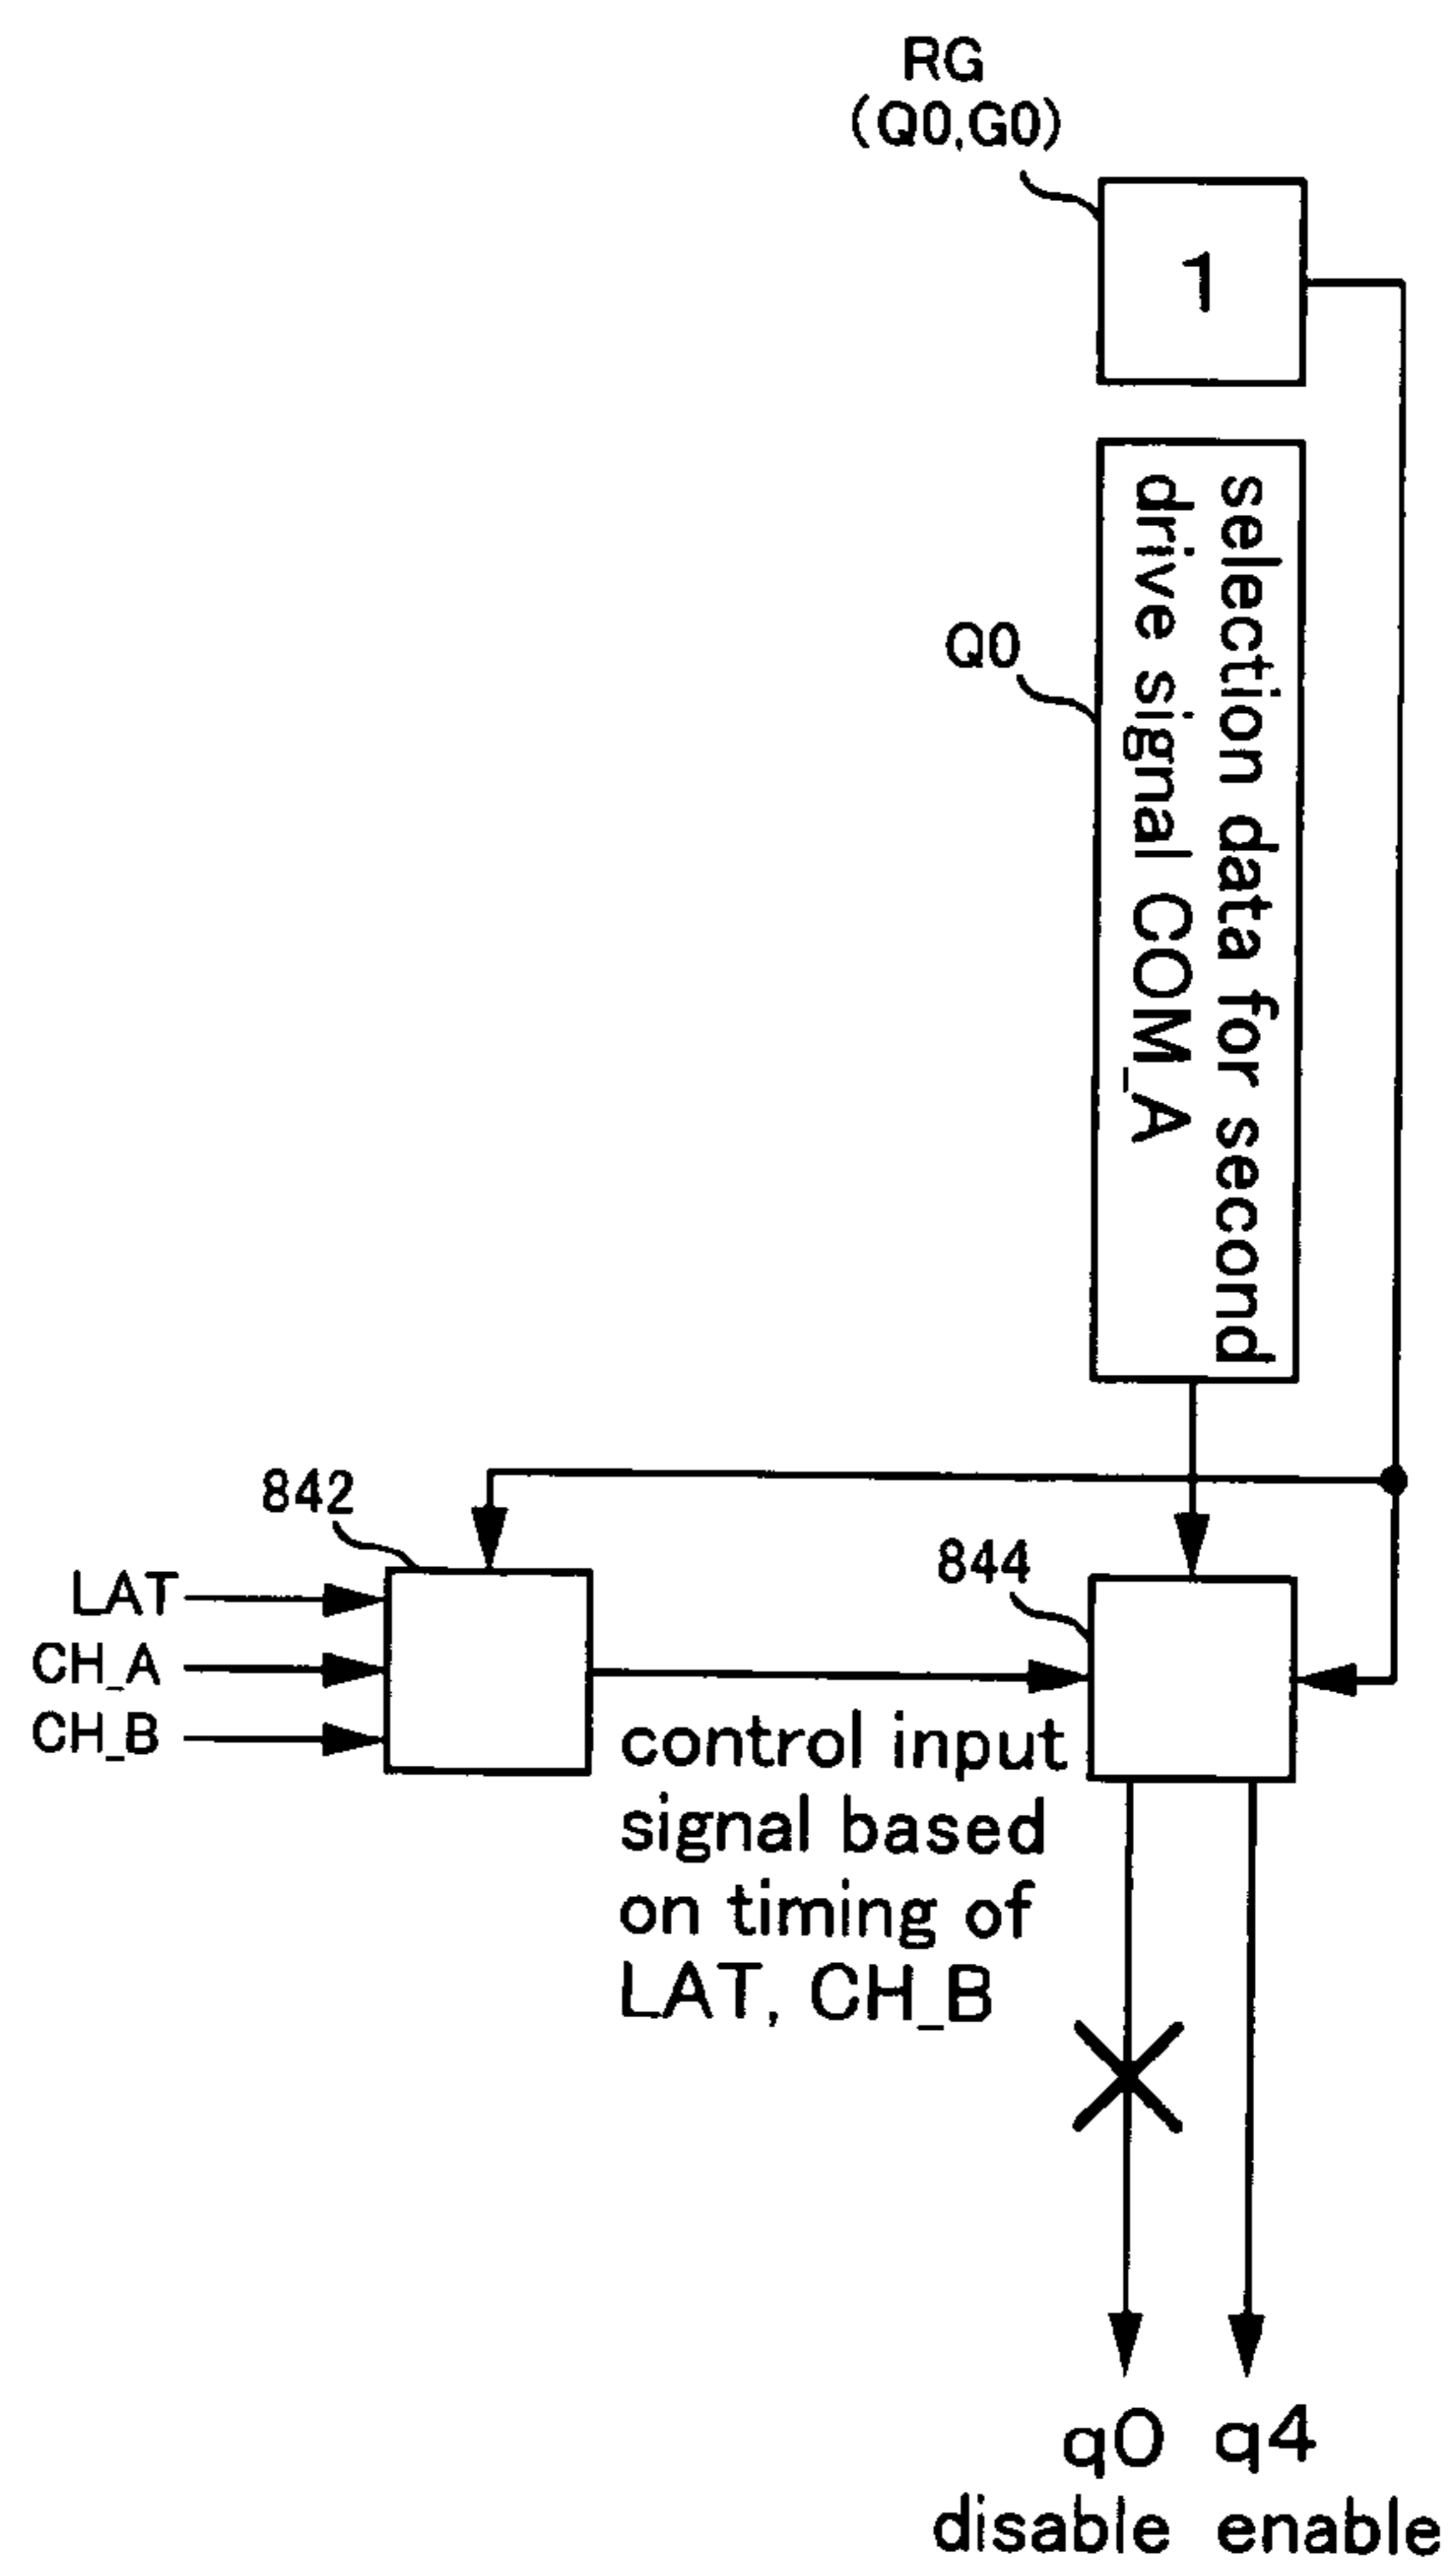 RG
(Q0,G0)
1
selection data for second
drive signal COM_A
Q0
842
844
LAT
CH_A
CH_B
control input
signal based
on timing of
LAT, CH_B
q0 q4
disable enable